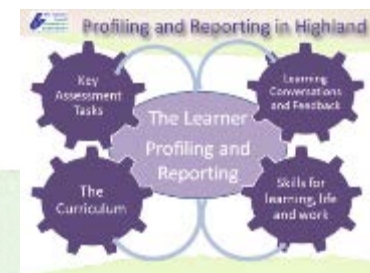 Profiling and Reporting in Highland
Key
Assessment
Tasks
Learning
Conversations
and Feedback
The Learner
Profiling and
Reporting
The
Curriculum
Skills for
learning, life
and work